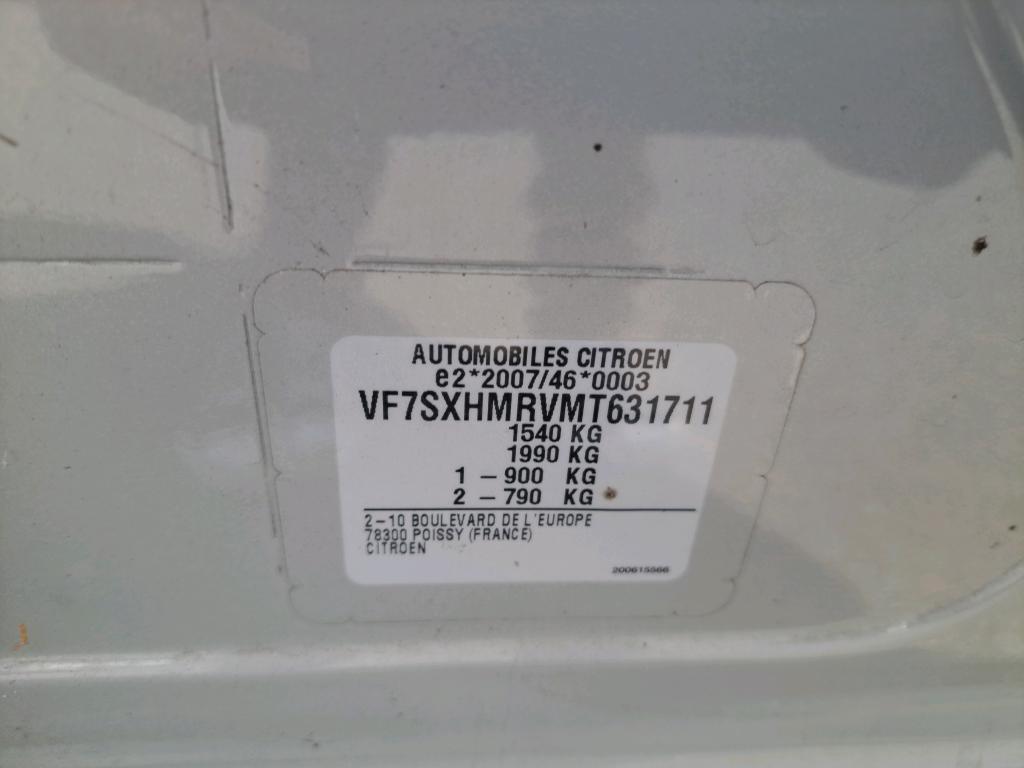 AUTOMOBILES CITROEN
e2*2007/46*0003
VF7SXHMRVMT631711
1540 KG
1990 KG
1 - 900 KG
2 - 790 KG
2-10 BOULEVARD DE L'EUROPE
78300 POISSY (FRANCE)
CITROEN
200615566